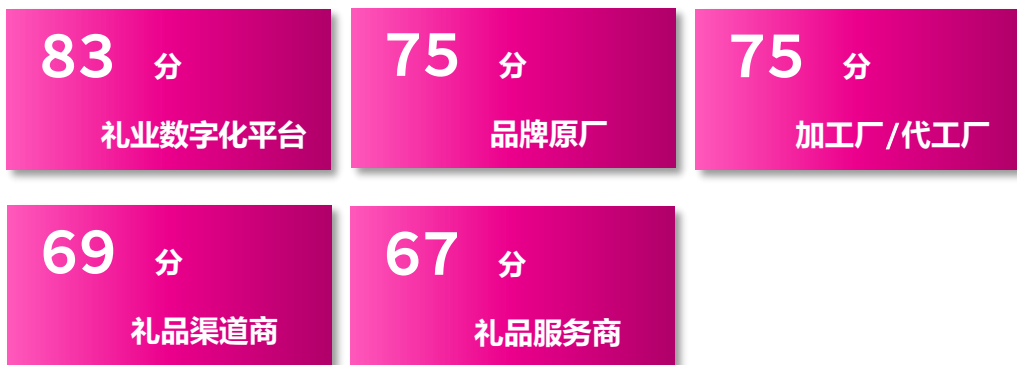 83 分
礼业数字化平台
75 分
品牌原厂
75 分
加工厂/代工厂
69 分
礼品渠道商
67 分
礼品服务商